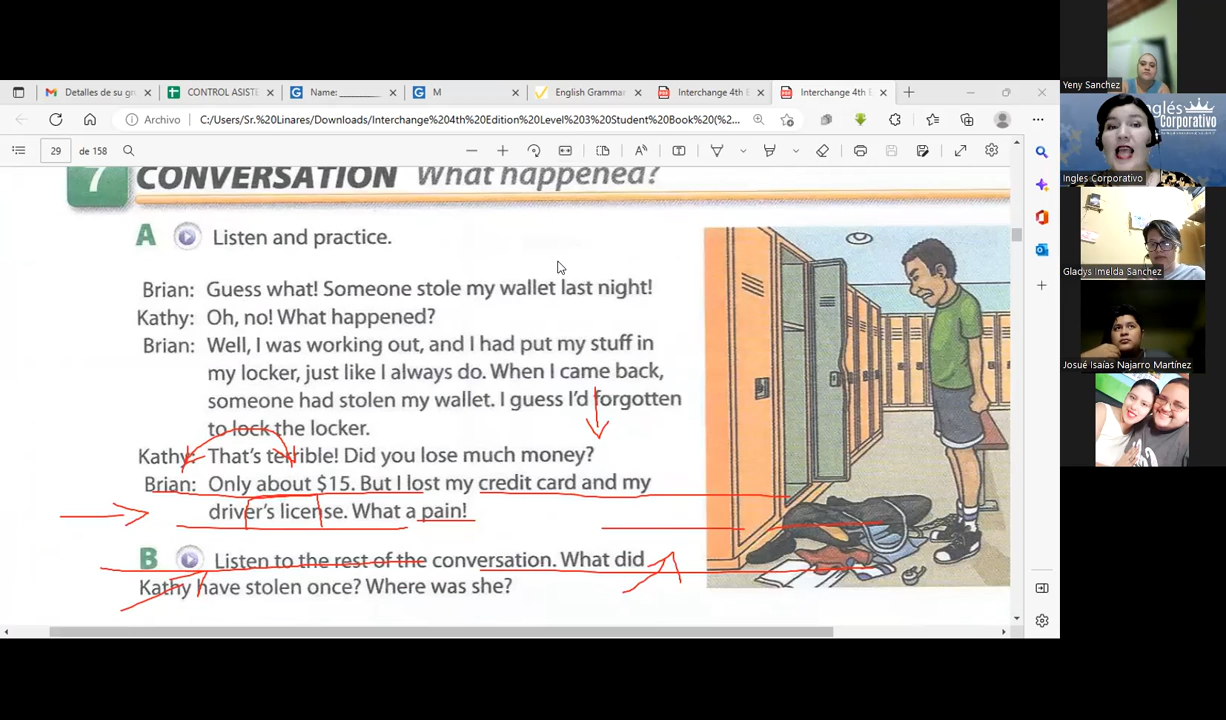 Detalles de su gr
CONTROL ASISTE
Name: ________
M
English Grammar
Interchange 4th E
Interchange 4th E
Archivo
C:/Users/Sr.%20Linares/Downloads/Interchange%204th%20Edition%20Level%203%20Student%20Book%20(%2...
29
de 158
7 CONVERSATION What happened?
A Listen and practice.
Brian: Guess what! Someone stole my wallet last night!
Kathy: Oh, no! What happened?
Brian: Well, I was working out, and I had put my stuff in
my locker, just like I always do. When I came back,
someone had stolen my wallet. I guess I'd forgotten
to lock the locker.
Kathy: That's terrible! Did you lose much money?
Brian: Only about $15. But I lost my credit card and my
driver's license. What a pain!
B Listen to the rest of the conversation. What did
Kathy have stolen once? Where was she?
Yeny Sanchez
Inglés
Corporativo
Ingles Corporativo
Gladys Imelda Sanchez
Josué Isaías Najarro Martínez